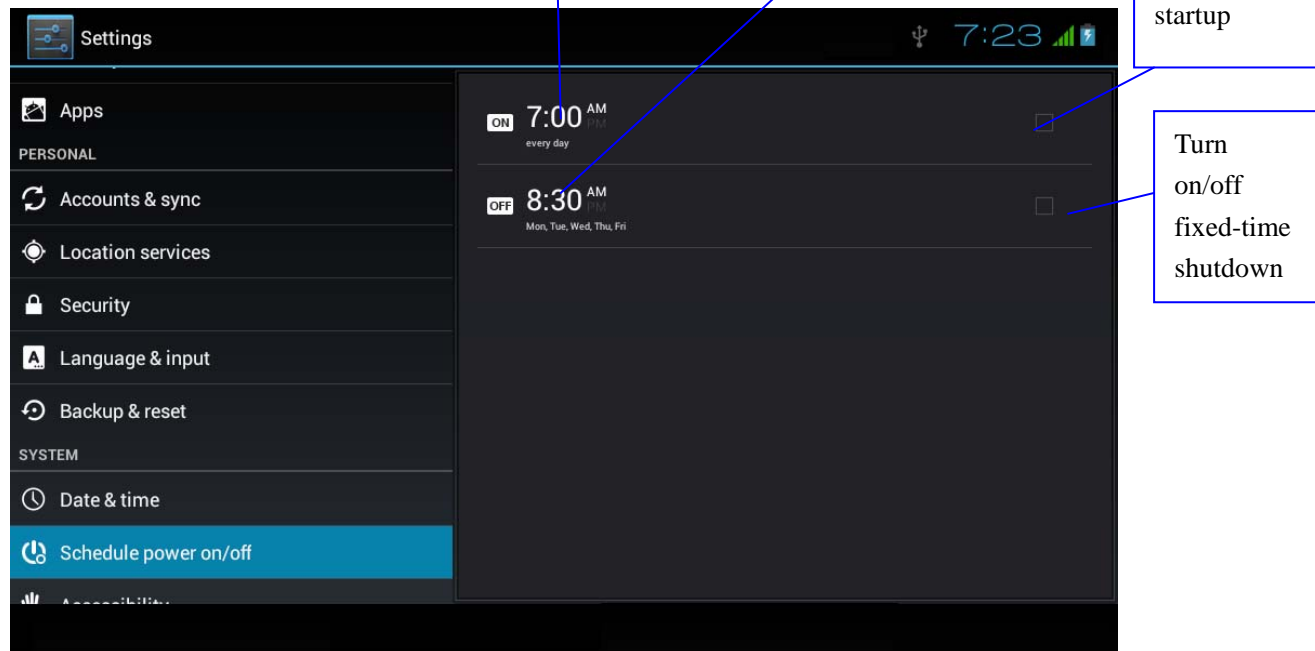 startup
Settings
7:23
Apps
PERSONAL
Accounts & sync
Location services
Security
Language & input
Backup & reset
SYSTEM
Date & time
Schedule power on/off
Accessibility
ON 7:00 AM
PM
every day
OFF 8:30 AM
PM
Mon, Tue, Wed, Thu, Fri
Turn
on/off
fixed-time
shutdown